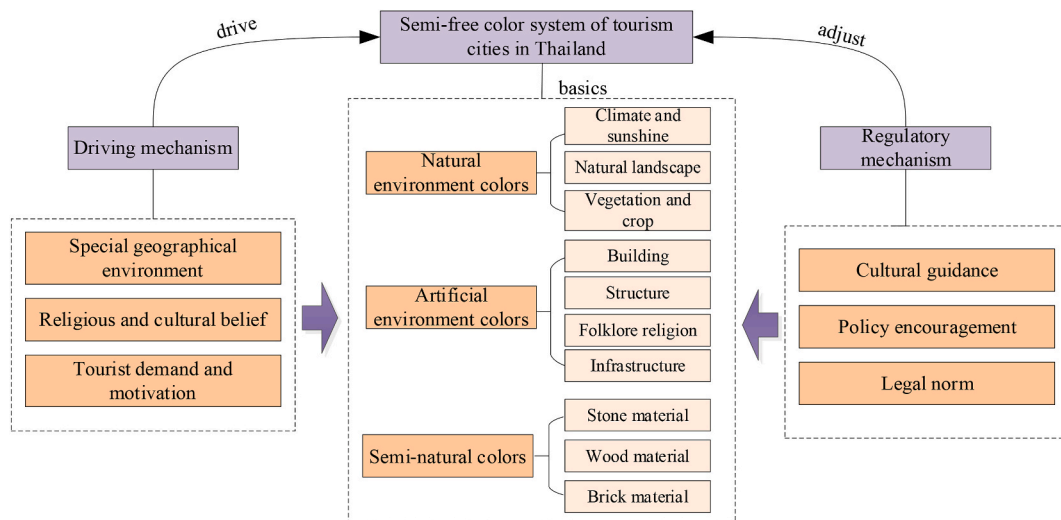 drive
Semi-free color system of tourism
cities in Thailand
adjust
basics
Driving mechanism
Special geographical
environment
Religious and cultural belief
Tourist demand and
motivation
Natural
environment colors
Climate and
sunshine
Natural landscape
Vegetation and
crop
Artificial
environment colors
Building
Structure
Folklore religion
Infrastructure
Semi-natural colors
Stone material
Wood material
Brick material
Regulatory
mechanism
Cultural guidance
Policy encouragement
Legal norm